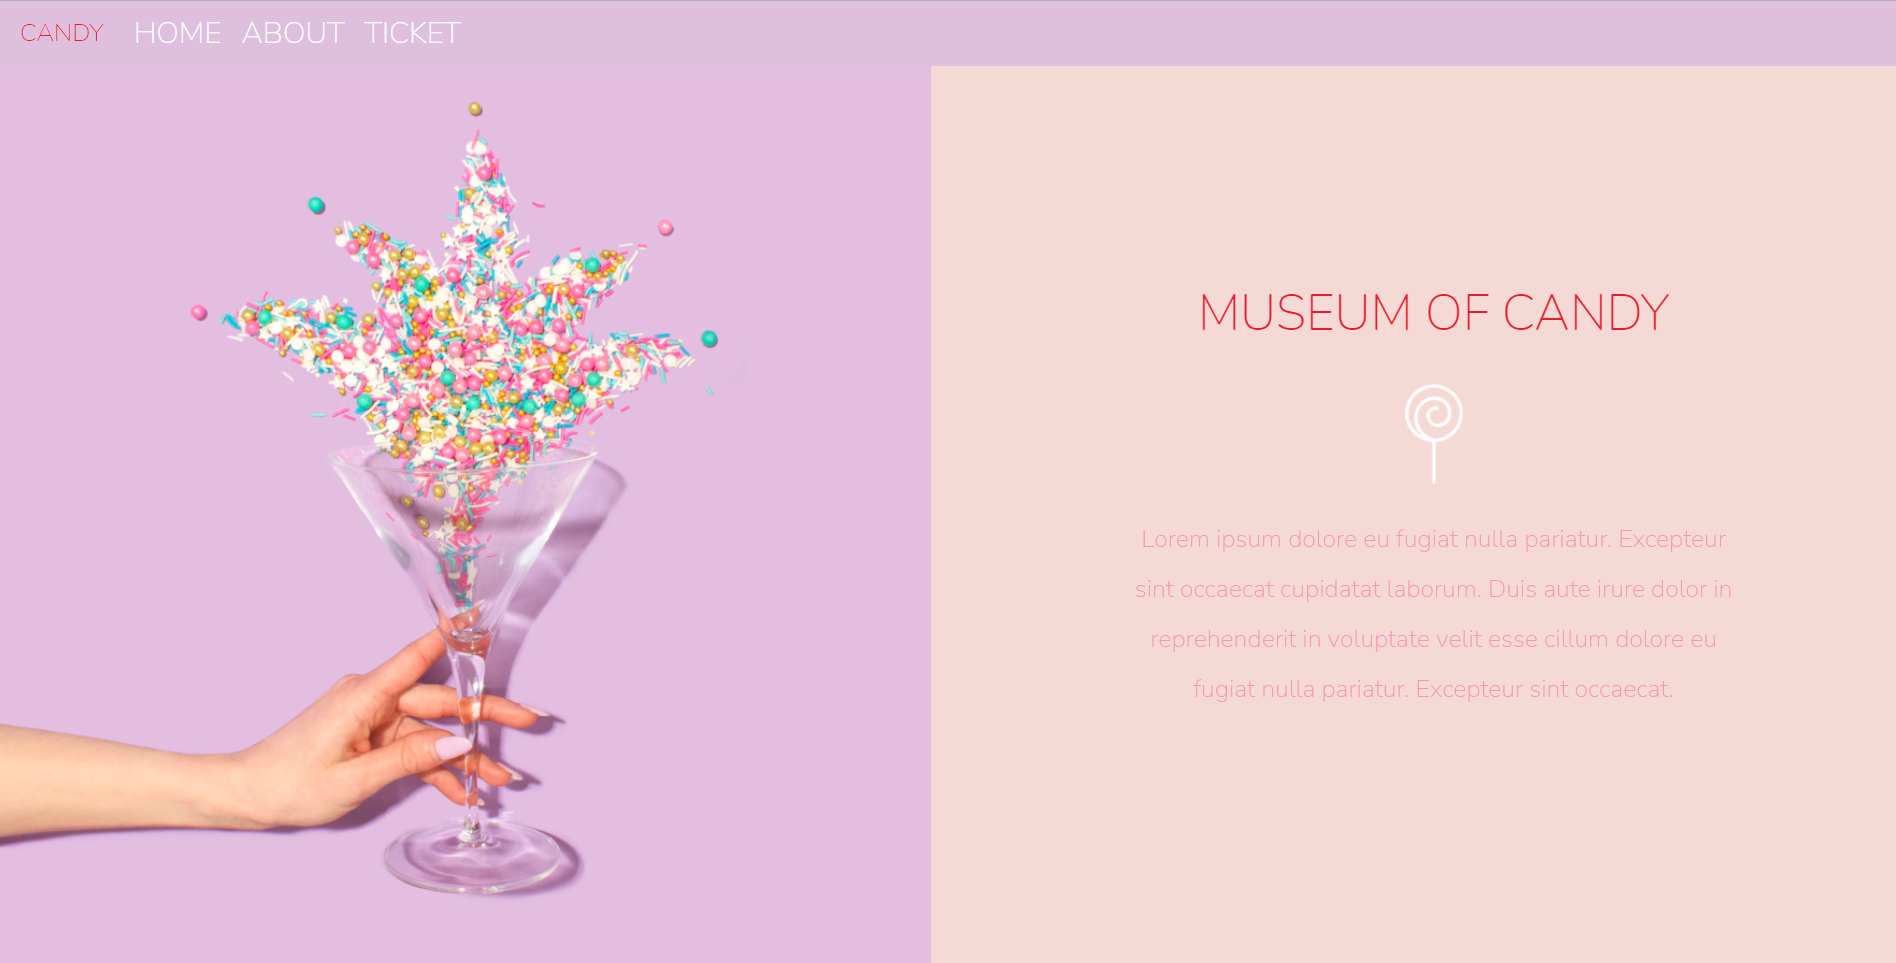 CANDY HOME ABOUT TICKET
MUSEUM OF CANDY
Lorem ipsum dolore eu fugiat nulla pariatur. Excepteur
sint occaecat cupidatat laborum. Duis aute irure dolor in
reprehenderit in voluptate velit esse cillum dolore eu
fugiat nulla pariatur. Excepteur sint occaecat.